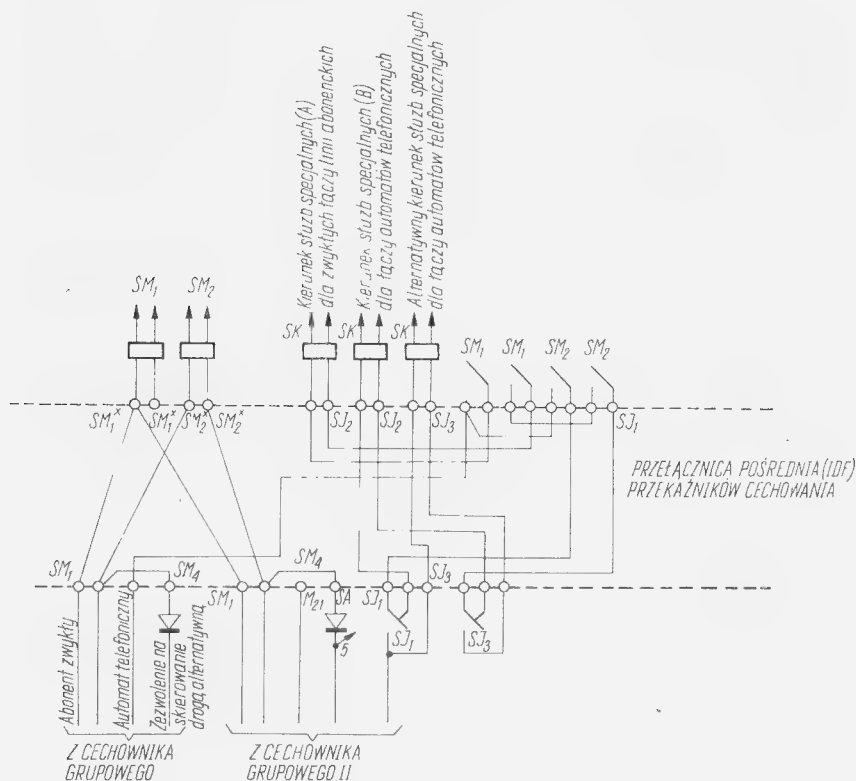 Kierunek służb specjalnych (A)
dla zwykłych łączy linii abonenckich
Kierunek służb specjalnych (B)
dla łączy automatów telefonicznych
Alternatywny kierunek służb specjalnych
dla łączy automatów telefonicznych
SM1 SM2
SK SK SK SM1 SM1 SM2 SM2
SM1x SM1x SM2x SM2x SJ2 SJ2 SJ3 SJ1
PRZEŁĄCZNICA POŚREDNIA (IDF)
PRZEKAŹNIKÓW CECHOWANIA
SM1 SM4 SM1 SM4 M21 SA SJ1 SJ3
SJ1 SJ3
5
Abonent zwykły
Automat telefoniczny
Zezwolenie na
skierowanie
drogą alternatywną
Z CECHOWNIKA
GRUPOWEGO
Z CECHOWNIKA
GRUPOWEGO II